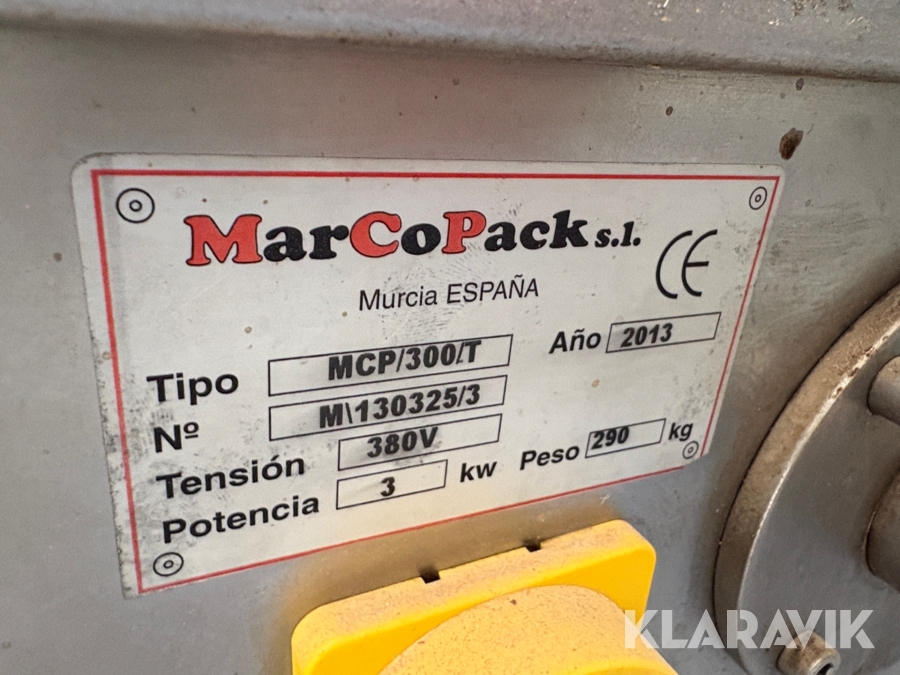 MarCoPack s.l.
CE
Murcia ESPAÑA
Tipo MCP/300/T Año 2013
Nº M\130325/3
Tensión 380V
Potencia 3 kw Peso 290 kg
KLARAVIK